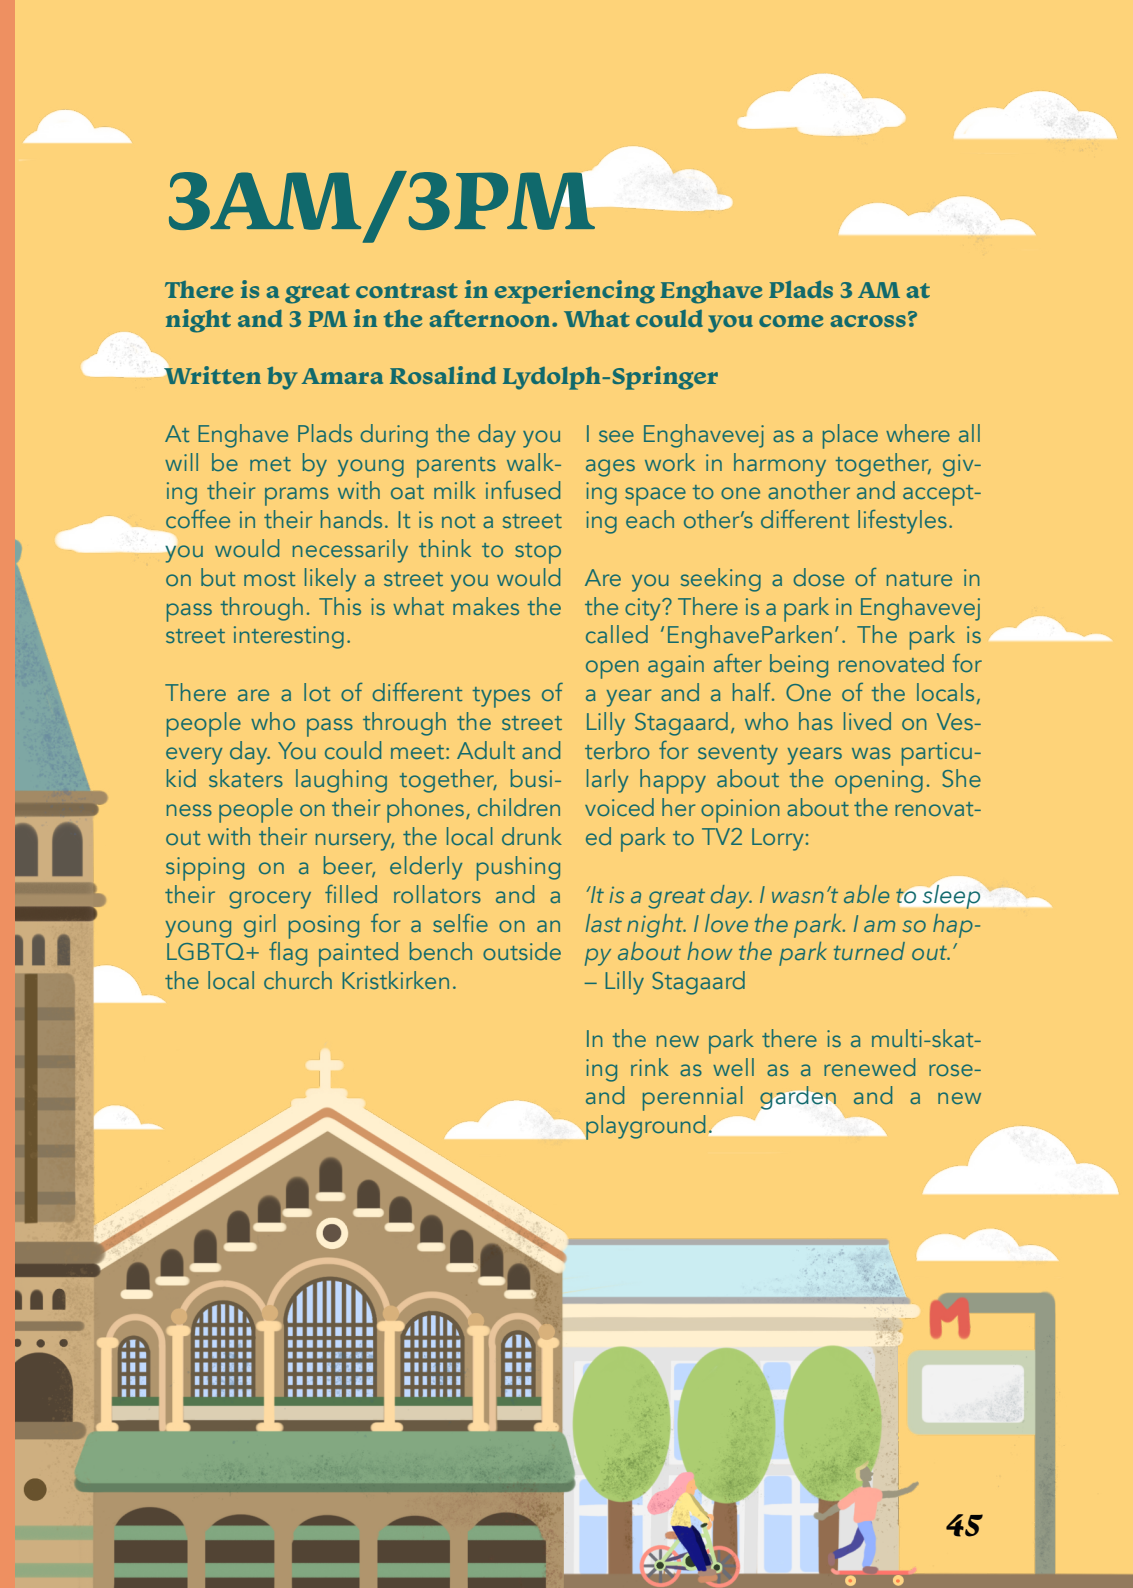 3AM/3PM
There is a great contrast in experiencing Enghave Plads 3 AM at
night and 3 PM in the afternoon. What could you come across?
Written by Amara Rosalind Lydolph-Springer
At Enghave Plads during the day you
will be met by young parents walk-
ing their prams with oat milk infused
coffee in their hands. It is not a street
you would necessarily think to stop
on but most likely a street you would
pass through. This is what makes the
street interesting.
There are a lot of different types of
people who pass through the street
every day. You could meet: Adult and
kid skaters laughing together, busi-
ness people on their phones, children
out with their nursery, the local drunk
sipping on a beer, elderly pushing
their grocery filled rollators and a
young girl posing for a selfie on an
LGBTQ+ flag painted bench outside
the local church Kristkirken.
I see Enghavevej as a place where all
ages work in harmony together, giv-
ing space to one another and accept-
ing each other's different lifestyles.
Are you seeking a dose of nature in
the city? There is a park in Enghavevej
called ‘EnghaveParken’. The park is
open again after being renovated for
a year and a half. One of the locals,
Lilly Stagaard, who has lived on Ves-
terbro for seventy years was particu-
larly happy about the opening. She
voiced her opinion about the renovat-
ed park to TV2 Lorry:
‘It is a great day. I wasn't able to sleep
last night. I love the park. I am so hap-
py about how the park turned out.’
– Lilly Stagaard
In the new park there is a multi-skat-
ing rink as well as a renewed rose-
and perennial garden and a new
playground.
M
45